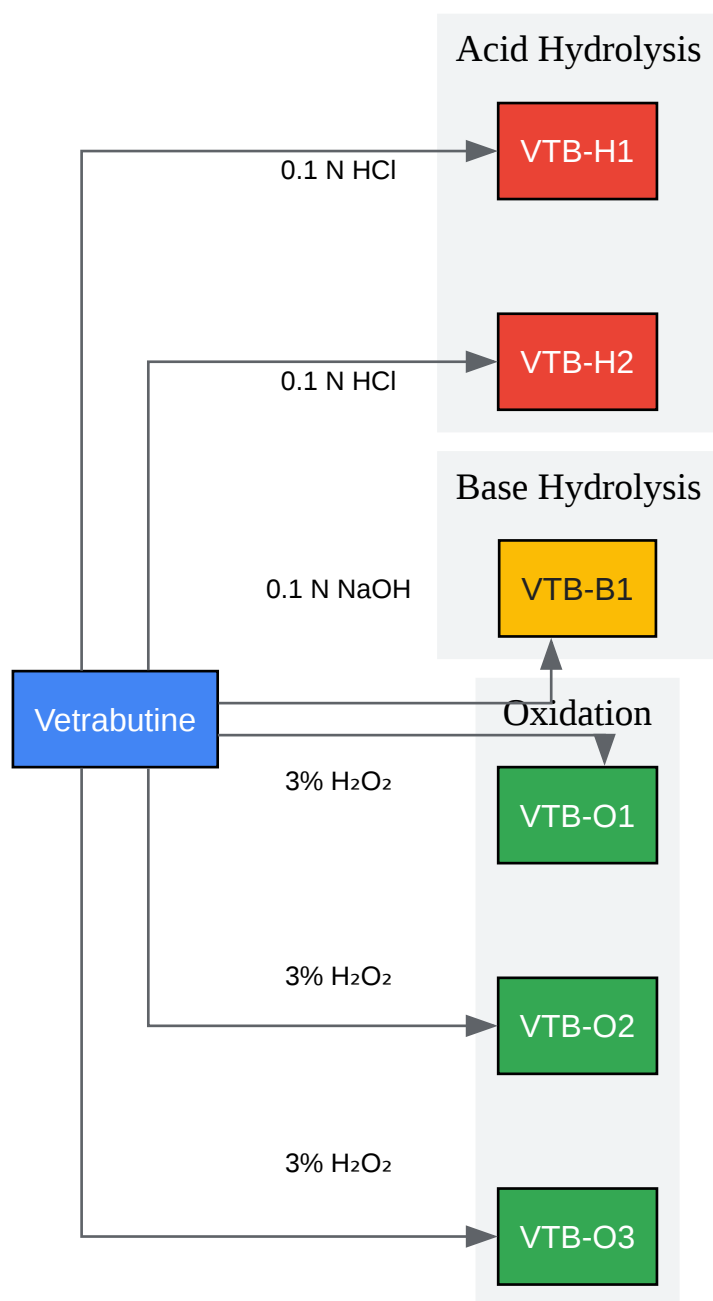 Acid Hydrolysis
VTB-H1
0.1 N HCl
VTB-H2
0.1 N HCl
Base Hydrolysis
0.1 N NaOH
VTB-B1
Vetrabutine
Oxidation
3% H₂O₂
VTB-O1
3% H₂O₂
VTB-O2
3% H₂O₂
VTB-O3